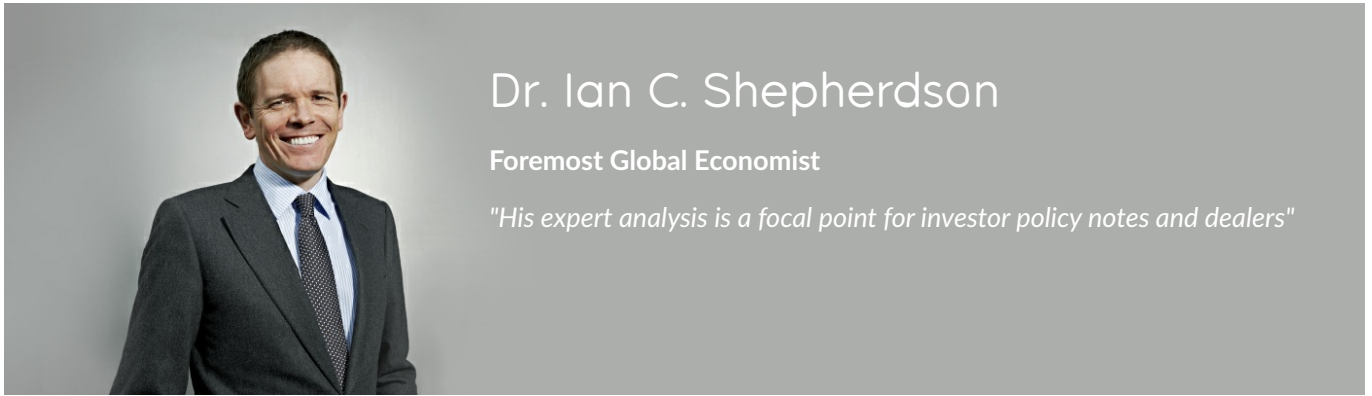 Dr. Ian C. Shepherdson
Foremost Global Economist
"His expert analysis is a focal point for investor policy notes and dealers"